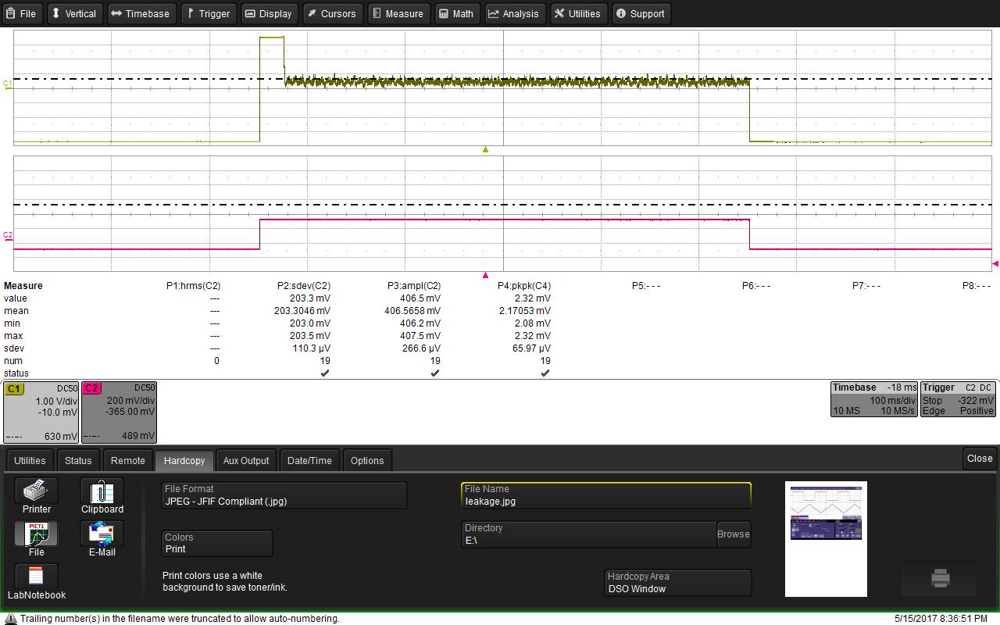 File Vertical Timebase Trigger Display Cursors Measure Math Analysis Utilities Support
C1
C2
Measure P1:hrms(C2) P2:sdev(C2) P3:ampl(C2) P4:pkpk(C4) P5:- - - P6:- - - P7:- - - P8:- - -
value --- 203.3 mV 406.5 mV 2.32 mV
mean --- 203.3046 mV 406.5658 mV 2.17053 mV
min --- 203.0 mV 406.2 mV 2.08 mV
max --- 203.5 mV 407.5 mV 2.32 mV
sdev --- 110.3 µV 266.6 µV 65.97 µV
num 0 19 19 19
status
C1 DC50 C2 DC50 Timebase -18 ms Trigger C2 DC
1.00 V/div 200 mV/div 100 ms/div Stop -322 mV
-10.0 mV -365.00 mV 10 MS 10 MS/s Edge Positive
630 mV 489 mV
Utilities Status Remote Hardcopy Aux Output Date/Time Options Close
Printer Clipboard
PICT1
File E-Mail
LabNotebook
File Format
JPEG - JFIF Compliant (.jpg)
Colors
Print
Print colors use a white
background to save toner/ink.
File Name
leakage.jpg
Directory
E:\
Browse
Hardcopy Area
DSO Window
Trailing number(s) in the filename were truncated to allow auto-numbering. 5/15/2017 8:36:51 PM